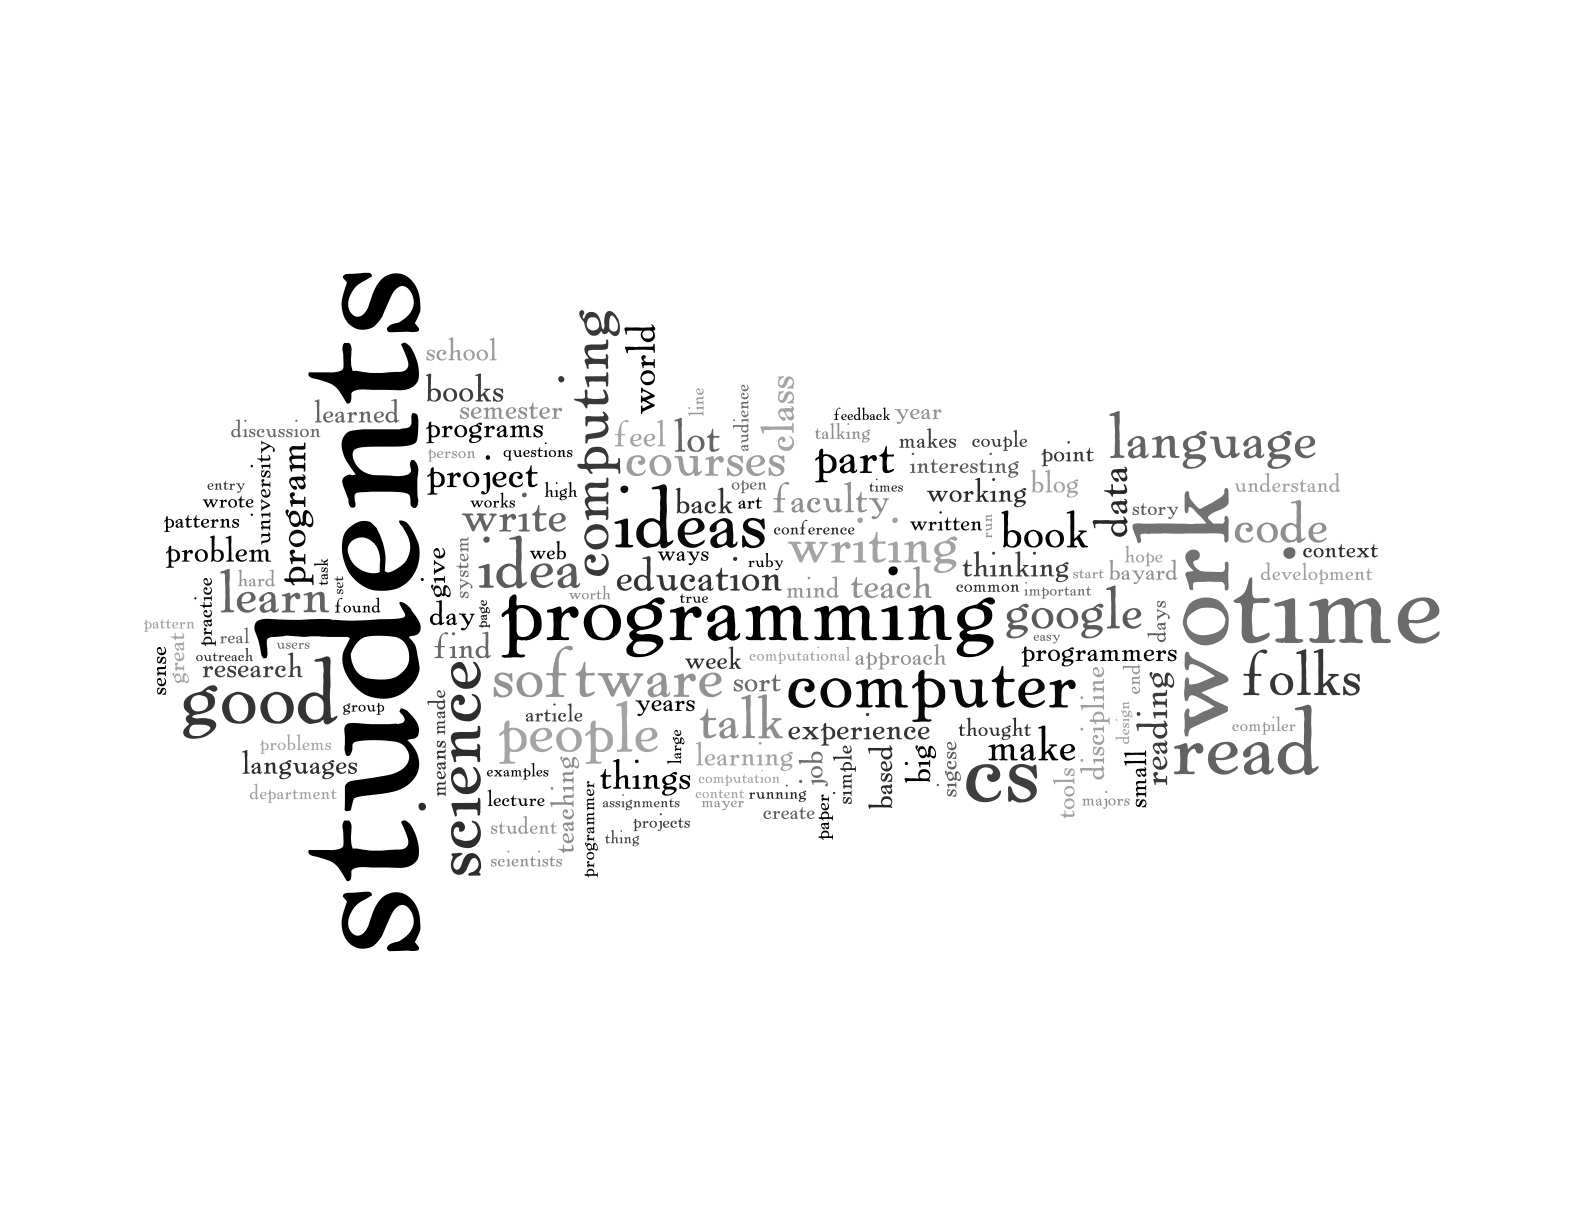 students
school
books
learned
semester
discussion
programs
person
questions
project
university
program
entry
wrote
patterns
problem
works
high
write
computing
world
line
audience
class
feel
lot
courses
feedback
year
talking
makes
couple
part
interesting
point
language
open
times
back
art
faculty
working
blog
data
understand
ideas
conference
written
run
book
story
work
code
web
ways
ruby
writing
thinking
hope
context
hard
task
set
give
system
idea
education
mind
teach
start
bayard
development
learn
found
practice
worth
true
common
important
pattern
great
real
users
day
page
programming
google
easy
days
time
outreach
research
sense
find
week
computational
approach
programmers
good
group
science
software
sort
computer
folks
discipline
end
reading
design
made
means
article
years
people
talk
experience
thought
compiler
problems
languages
department
large
learning
make
read
examples
things
computation
job
simple
based
big
sigcse
cs
tools
small
majors
lecture
teaching
programmer
assignments
content
mayer
running
create
paper
student
projects
thing
scientists